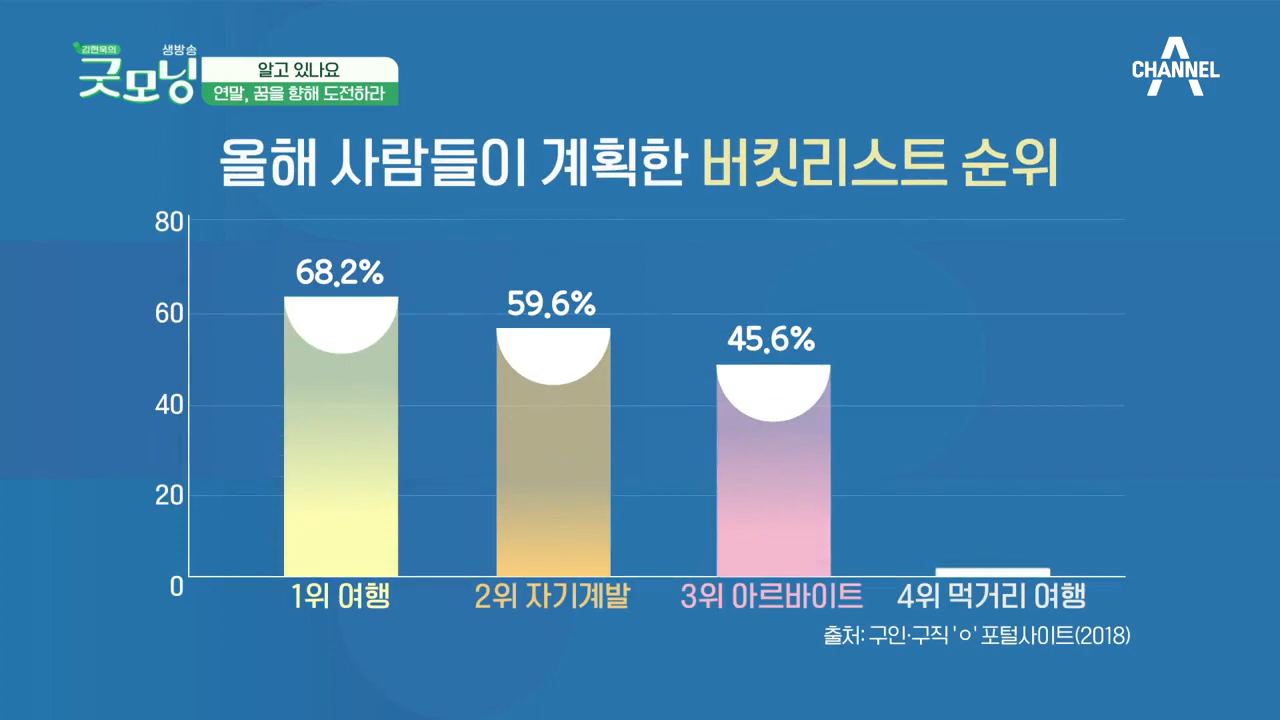 김현욱의
생방송
굿모닝
알고 있나요
연말, 꿈을 향해 도전하라
CHANNEL A
올해 사람들이 계획한 버킷리스트 순위
80
60
40
20
0
68.2%
59.6%
45.6%
1위 여행
2위 자기계발
3위 아르바이트
4위 먹거리 여행
출처: 구인·구직 'ㅇ' 포털사이트(2018)